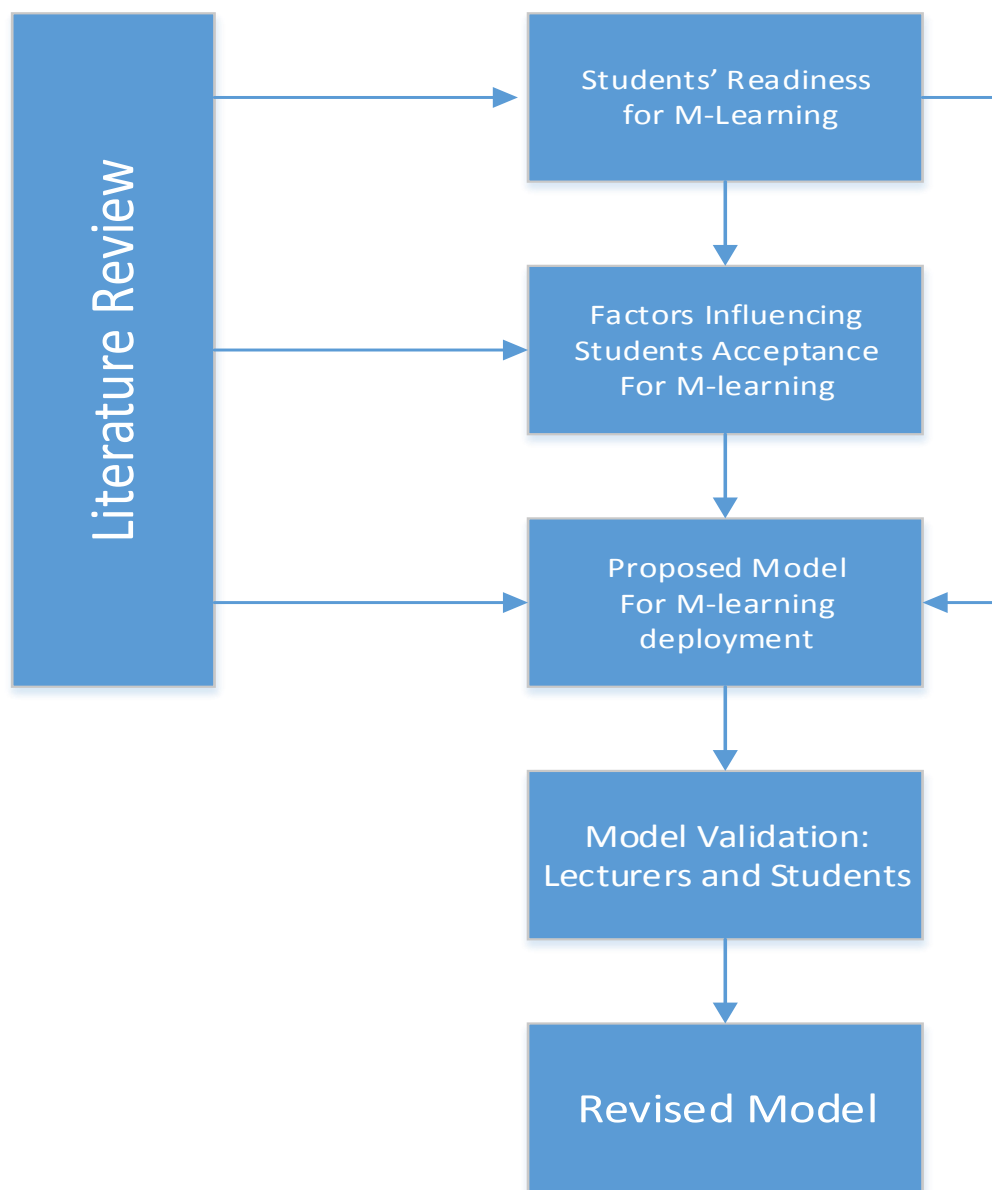 Literature Review
Students’ Readiness
for M-Learning
Factors Influencing
Students Acceptance
For M-learning
Proposed Model
For M-learning
deployment
Model Validation:
Lecturers and Students
Revised Model